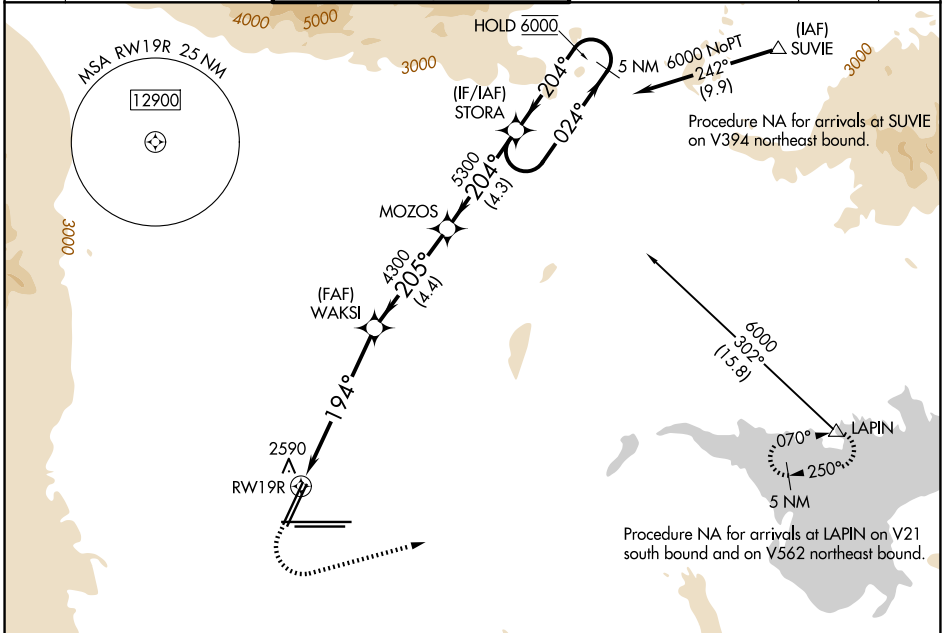 4000
5000
3000
HOLD 6000
MSA RW19R 25 NM
12900
(IAF)
SUVIE
6000 NoPT
242°
(9.9)
3000
5 NM
204°
024°
(IF/IAF)
STORA
Procedure NA for arrivals at SUVIE
on V394 northeast bound.
5300
204°
(4.3)
MOZOS
3000
4300
205°
(4.4)
(FAF)
WAKSI
6000
302°
(15.8)
194°
LAPIN
070°
250°
5 NM
2590
RW19R
Procedure NA for arrivals at LAPIN on V21
south bound and on V562 northeast bound.